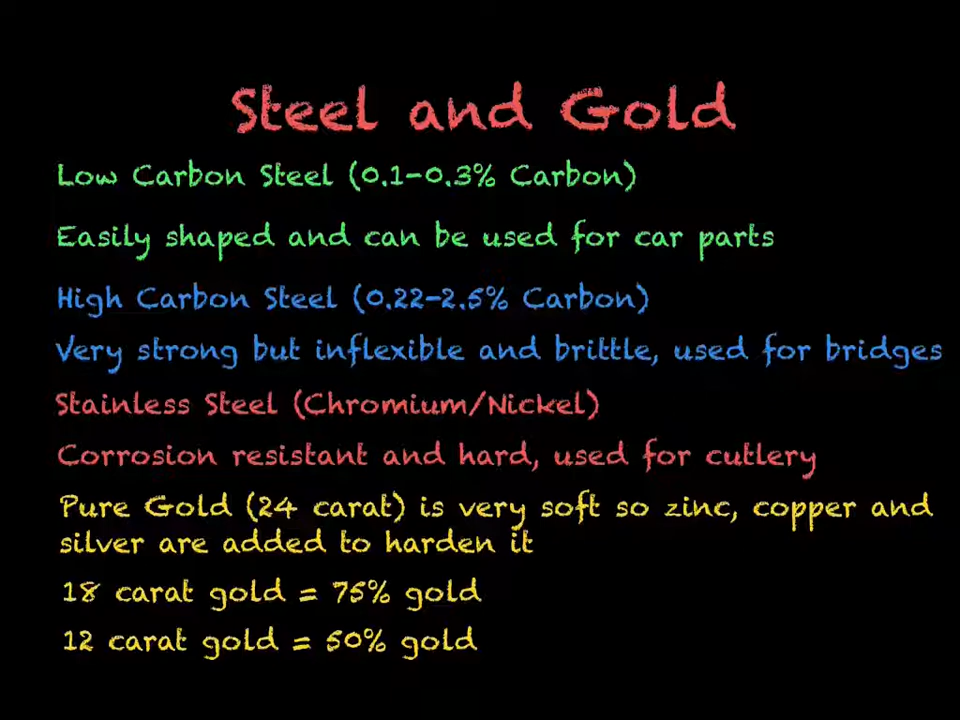 Steel and Gold
Low Carbon Steel (0.1-0.3% Carbon)
Easily shaped and can be used for car parts
High Carbon Steel (0.22-2.5% Carbon)
Very strong but inflexible and brittle, used for bridges
Stainless Steel (Chromium/Nickel)
Corrosion resistant and hard, used for cutlery
Pure Gold (24 carat) is very soft so zinc, copper and
silver are added to harden it
18 carat gold = 75% gold
12 carat gold = 50% gold